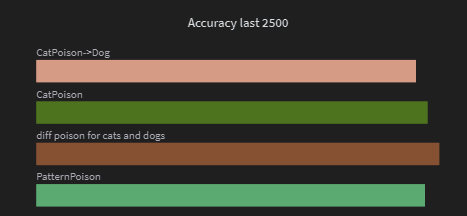 Accuracy last 2500
CatPoison->Dog
CatPoison
diff poison for cats and dogs
PatternPoison